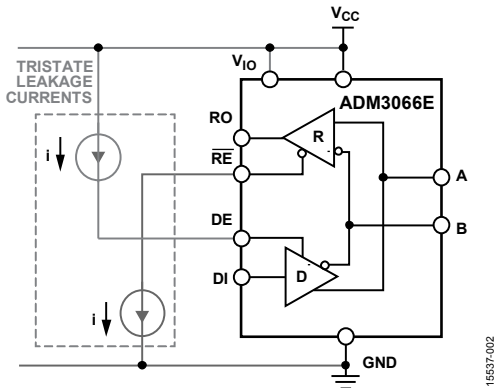 VCC
VIO
TRISTATE
LEAKAGE
CURRENTS
ADM3066E
RO
R
RE
i
A
DE
B
DI
D
i
GND
15537-002